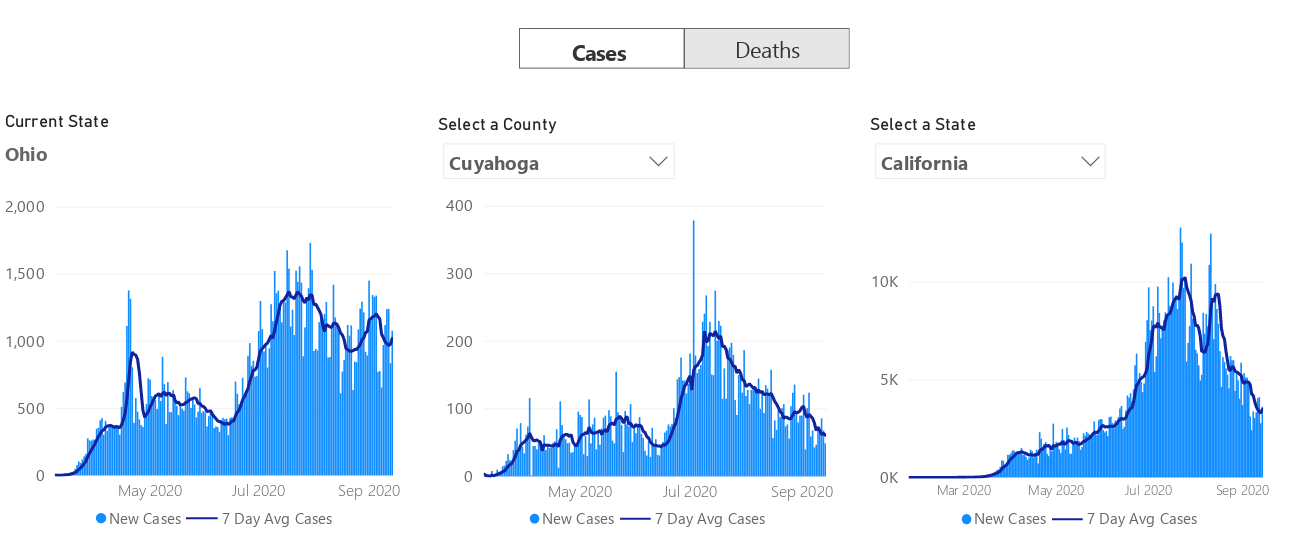 Cases Deaths
Current State
Ohio
2,000
1,500
1,000
500
0
May 2020 Jul 2020 Sep 2020
New Cases 7 Day Avg Cases
Select a County
Cuyahoga
400
300
200
100
0
May 2020 Jul 2020 Sep 2020
New Cases 7 Day Avg Cases
Select a State
California
10K
5K
0K
Mar 2020 May 2020 Jul 2020 Sep 2020
New Cases 7 Day Avg Cases